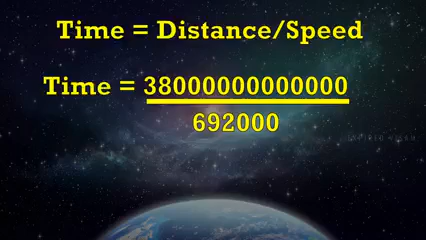 Time = Distance/Speed
Time = 38000000000000
692000